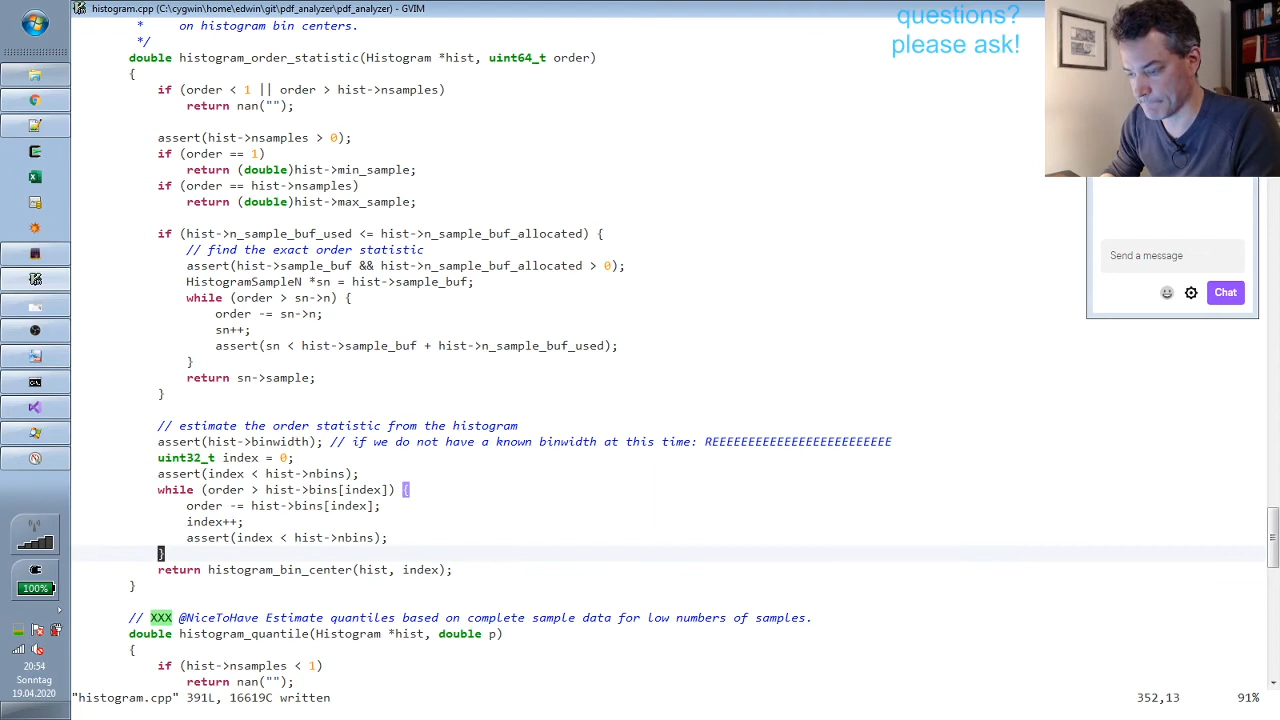 histogram.cpp (C:\cygwin\home\edwin\git\pdf_analyzer\pdf_analyzer) - GVIM
questions?
please ask!
*     on histogram bin centers.
*/
double histogram_order_statistic(Histogram *hist, uint64_t order)
{
if (order < 1 || order > hist->nsamples)
return nan("");
assert(hist->nsamples > 0);
if (order == 1)
return (double)hist->min_sample;
if (order == hist->nsamples)
return (double)hist->max_sample;
if (hist->n_sample_buf_used <= hist->n_sample_buf_allocated) {
// find the exact order statistic
assert(hist->sample_buf && hist->n_sample_buf_allocated > 0);
HistogramSampleN *sn = hist->sample_buf;
while (order > sn->n) {
order -= sn->n;
sn++;
assert(sn < hist->sample_buf + hist->n_sample_buf_used);
}
return sn->sample;
}
// estimate the order statistic from the histogram
assert(hist->binwidth); // if we do not have a known binwidth at this time: REEEEEEEEEEEEEEEEEEEEEEEEE
uint32_t index = 0;
assert(index < hist->nbins);
while (order > hist->bins[index]) {
order -= hist->bins[index];
index++;
assert(index < hist->nbins);
}
return histogram_bin_center(hist, index);
}
// XXX @NiceToHave Estimate quantiles based on complete sample data for low numbers of samples.
double histogram_quantile(Histogram *hist, double p)
{
if (hist->nsamples < 1)
return nan("");
"histogram.cpp" 391L, 16619C written
352,13
91%
Send a message
Chat
100%
20:54
Sonntag
19.04.2020